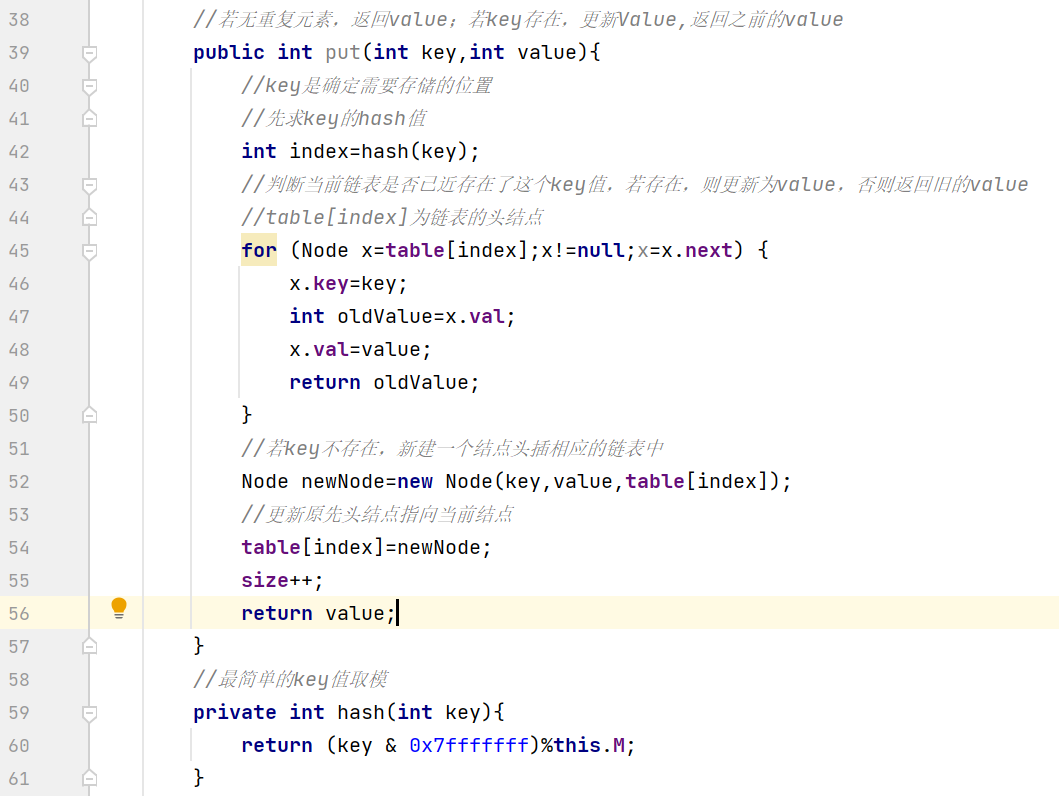 38 //若无重复元素，返回value；若key存在，更新Value,返回之前的value
39 public int put(int key,int value){
40 //key是确定需要存储的位置
41 //先求key的hash值
42 int index=hash(key);
43 //判断当前链表是否已近存在了这个key值，若存在，则更新为value，否则返回旧的value
44 //table[index]为链表的头结点
45 for (Node x=table[index];x!=null;x=x.next) {
46 x.key=key;
47 int oldValue=x.val;
48 x.val=value;
49 return oldValue;
50 }
51 //若key不存在，新建一个结点头插相应的链表中
52 Node newNode=new Node(key,value,table[index]);
53 //更新原先头结点指向当前结点
54 table[index]=newNode;
55 size++;
56 return value;
57 }
58 //最简单的key值取模
59 private int hash(int key){
60 return (key & 0x7fffffff)%this.M;
61 }